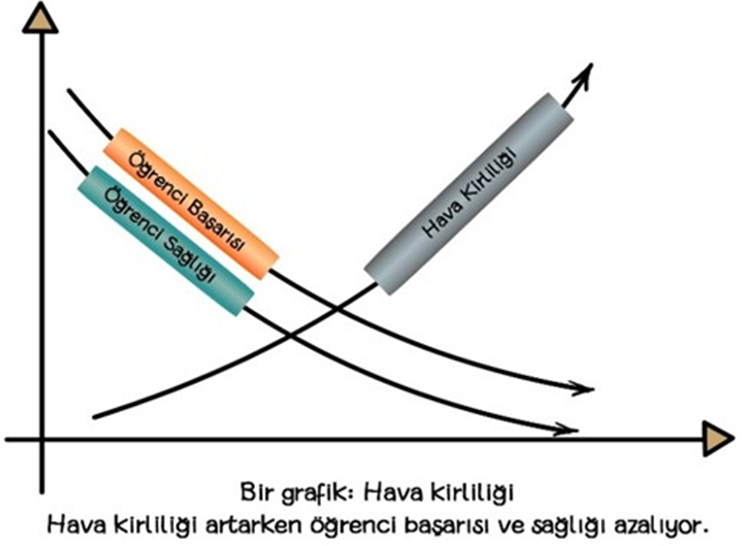 Öğrenci Başarısı
Öğrenci Sağlığı
Hava Kirliliği
Bir grafik: Hava kirliliği
Hava kirliliği artarken öğrenci başarısı ve sağlığı azalıyor.